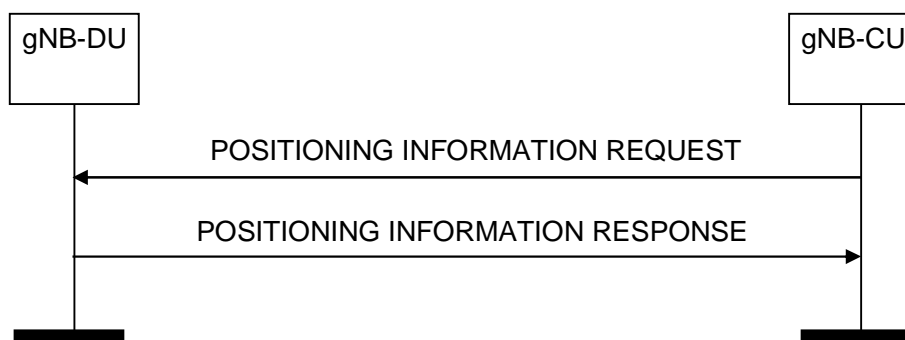 gNB-DU
gNB-CU
POSITIONING INFORMATION REQUEST
POSITIONING INFORMATION RESPONSE